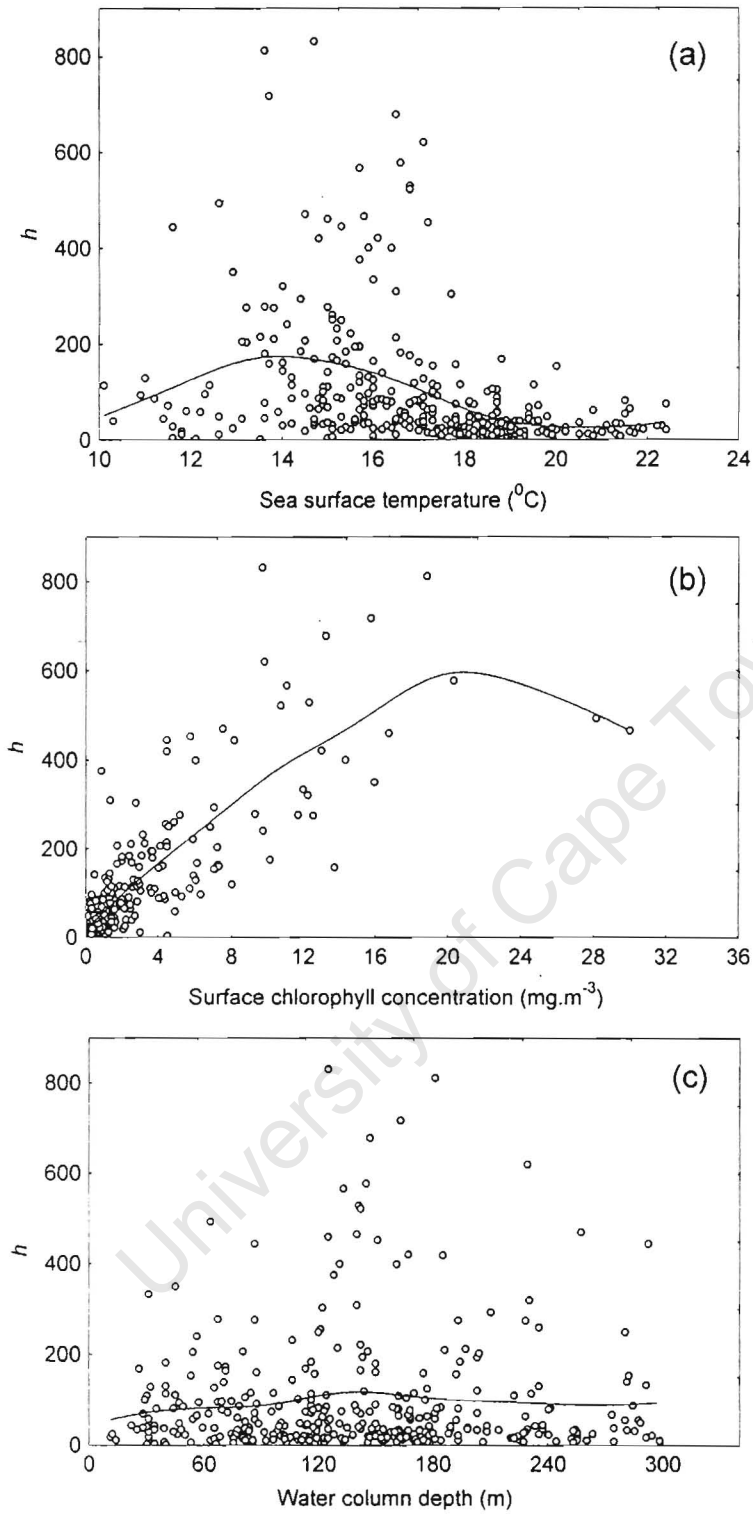 (a)
800
600
400
200
0
h
10 12 14 16 18 20 22 24
Sea surface temperature (⁰C)
(b)
800
600
400
200
0
h
0 4 8 12 16 20 24 28 32 36
Surface chlorophyll concentration (mg.m⁻³)
(c)
800
600
400
200
0
h
0 60 120 180 240 300
Water column depth (m)
University of Cape Tow